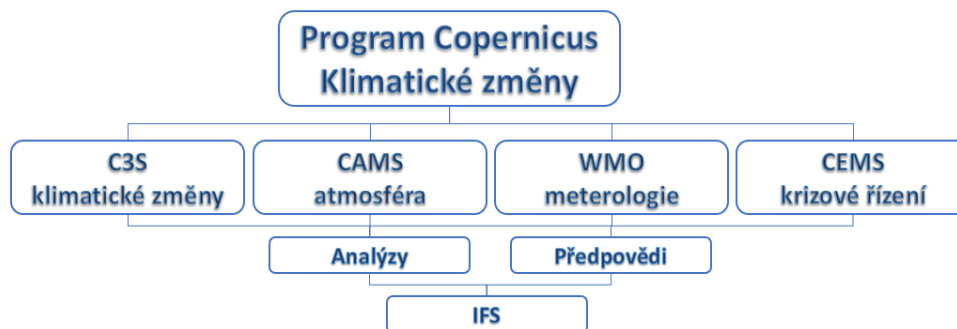 Program Copernicus
Klimatické změny
C3S
klimatické změny
CAMS
atmosféra
WMO
meterologie
CEMS
krizové řízení
Analýzy
Předpovědi
IFS